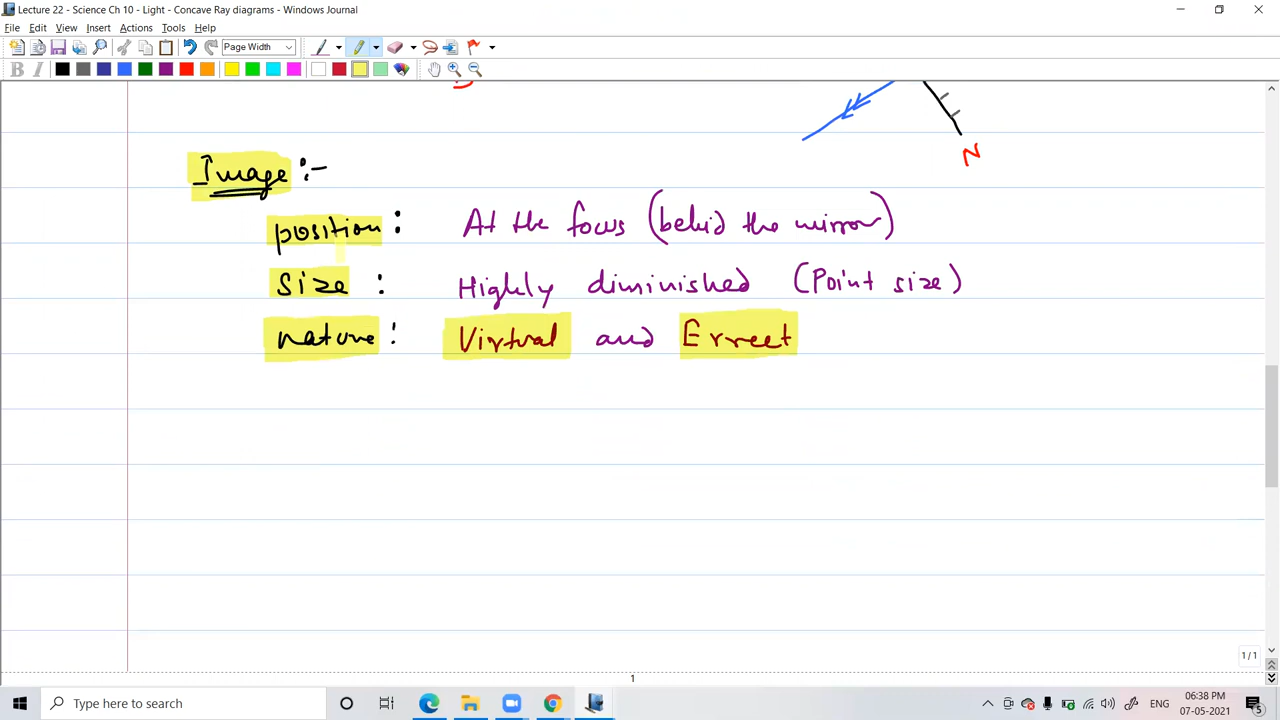 Lecture 22 - Science Ch 10 - Light - Concave Ray diagrams - Windows Journal
File Edit View Insert Actions Tools Help
Page Width
B I
N
Image :-
position : At the focus (behid the mirror)
Size : Highly diminished (Point size)
nature : Virtual and Erreet
1/1
1
Type here to search
ENG
06:38 PM
07-05-2021
5